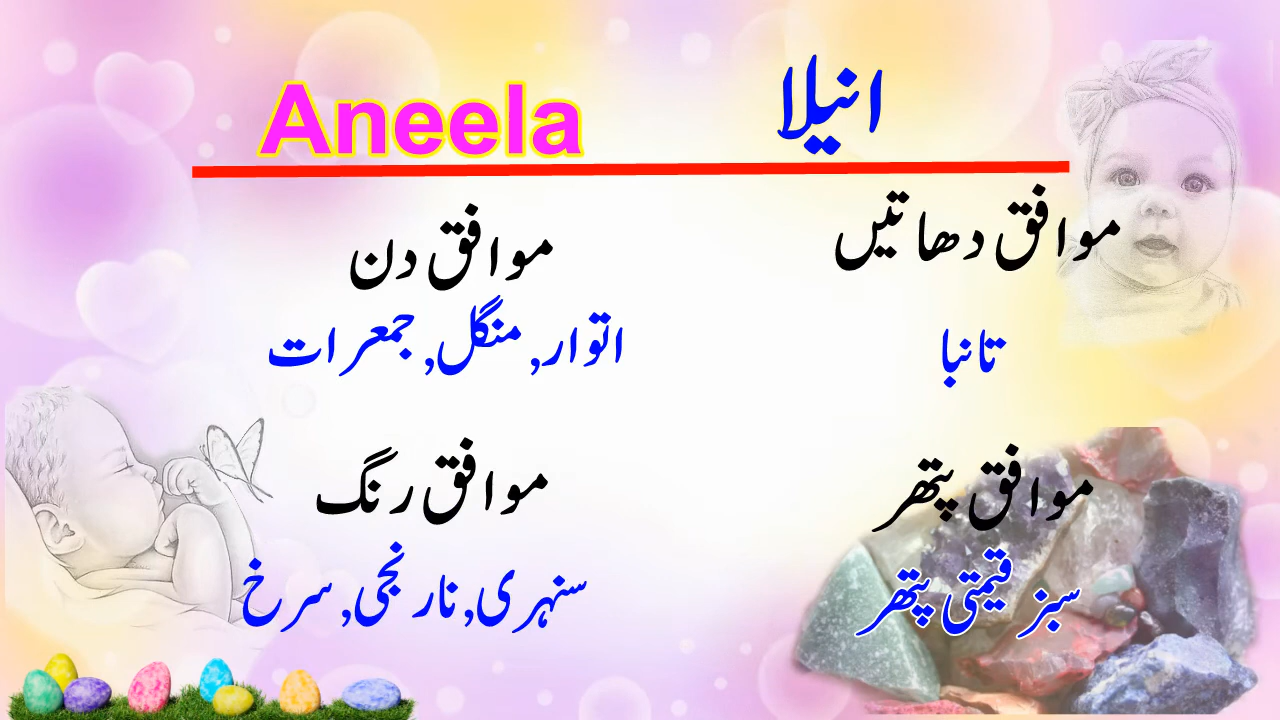 Aneela انیلا
موافق دھاتیں
تانبا
موافق دن
اتوار, منگل, جمعرات
موافق پتھر
سبز قیمتی پتھر
موافق رنگ
سنہری, نارنجی, سرخ